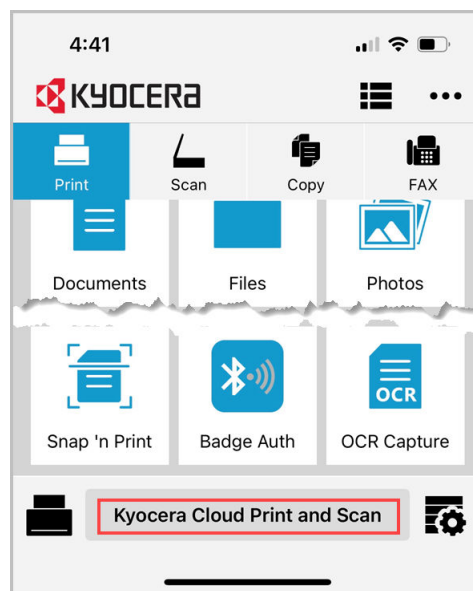 4:41
KYOCERA
Print Scan Copy FAX
Documents Files Photos
OCR
Snap 'n Print Badge Auth OCR Capture
Kyocera Cloud Print and Scan